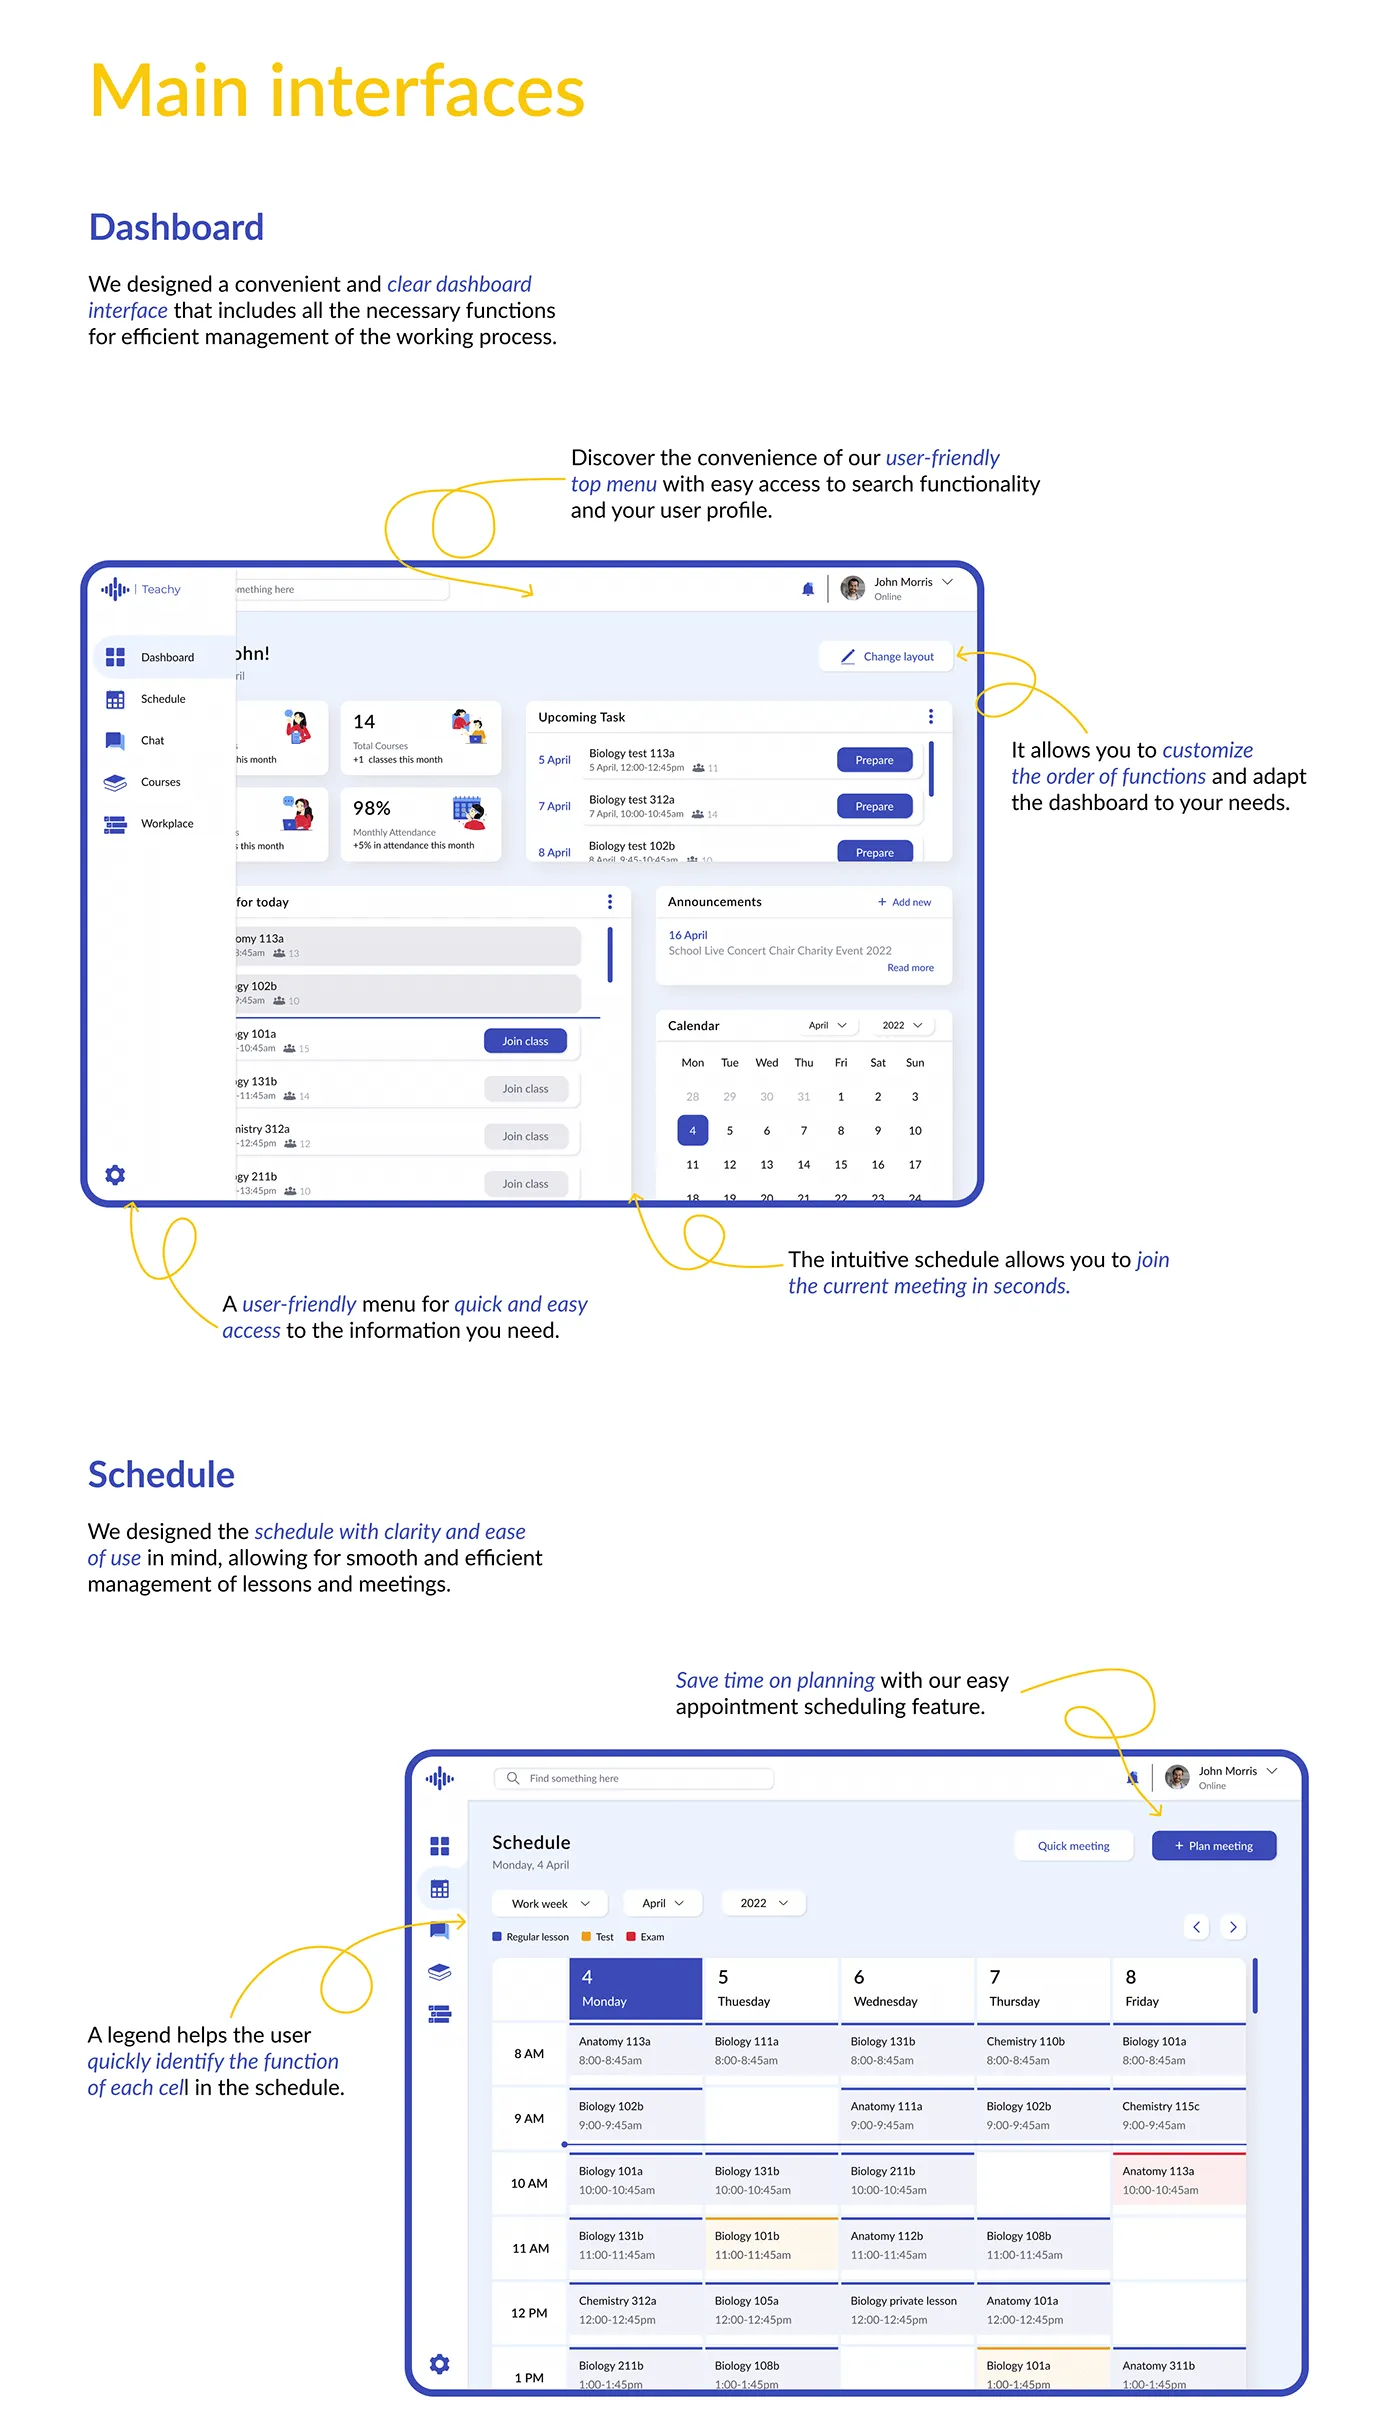 Main interfaces
Dashboard
We designed a convenient and clear dashboard
interface that includes all the necessary functions
for efficient management of the working process.
Discover the convenience of our user-friendly
top menu with easy access to search functionality
and your user profile.
Teachy
mething here
John Morris
Online
Dashboard
Schedule
Chat
Courses
Workplace
ohn!
ril
Change layout
It allows you to customize
the order of functions and adapt
the dashboard to your needs.
s
his month
14
Total Courses
+1 classes this month
s
s this month
98%
Monthly Attendance
+5% in attendance this month
Upcoming Task
5 April
Biology test 113a
5 April, 12:00-12:45pm 11
Prepare
7 April
Biology test 312a
7 April, 10:00-10:45am 14
Prepare
8 April
Biology test 102b
8 April, 9:45-10:45am 10
Prepare
for today
omy 113a
8:45am 13
gy 102b
9:45am 10
gy 101a
-10:45am 15
Join class
gy 131b
-11:45am 14
Join class
mistry 312a
-12:45pm 12
Join class
gy 211b
-13:45pm 10
Join class
Announcements
+ Add new
16 April
School Live Concert Chair Charity Event 2022
Read more
Calendar
April
2022
Mon Tue Wed Thu Fri Sat Sun
28 29 30 31 1 2 3
4 5 6 7 8 9 10
11 12 13 14 15 16 17
18 19 20 21 22 23 24
The intuitive schedule allows you to join
the current meeting in seconds.
A user-friendly menu for quick and easy
access to the information you need.
Schedule
We designed the schedule with clarity and ease
of use in mind, allowing for smooth and efficient
management of lessons and meetings.
Save time on planning with our easy
appointment scheduling feature.
Find something here
John Morris
Online
Schedule
Monday, 4 April
Quick meeting
+ Plan meeting
Work week
April
2022
Regular lesson Test Exam
A legend helps the user
quickly identify the function
of each cell in the schedule.
4 5 6 7 8
Monday Thuesday Wednesday Thursday Friday
8 AM
Anatomy 113a Biology 111a Biology 131b Chemistry 110b Biology 101a
8:00-8:45am 8:00-8:45am 8:00-8:45am 8:00-8:45am 8:00-8:45am
9 AM
Biology 102b Anatomy 111a Biology 102b Chemistry 115c
9:00-9:45am 9:00-9:45am 9:00-9:45am 9:00-9:45am
10 AM
Biology 101a Biology 131b Biology 211b Anatomy 113a
10:00-10:45am 10:00-10:45am 10:00-10:45am 10:00-10:45am
11 AM
Biology 131b Biology 101b Anatomy 112b Biology 108b
11:00-11:45am 11:00-11:45am 11:00-11:45am 11:00-11:45am
12 PM
Chemistry 312a Biology 105a Biology private lesson Anatomy 101a
12:00-12:45pm 12:00-12:45pm 12:00-12:45pm 12:00-12:45pm
1 PM
Biology 211b Biology 108b Biology 101a Anatomy 311b
1:00-1:45pm 1:00-1:45pm 1:00-1:45pm 1:00-1:45pm